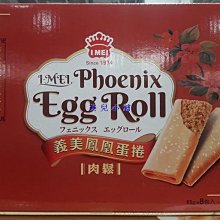 I MEI
Since 1934
I-MEI Phoenix
Egg Roll
フェニックス エッグロール
義美鳳凰蛋捲
肉鬆